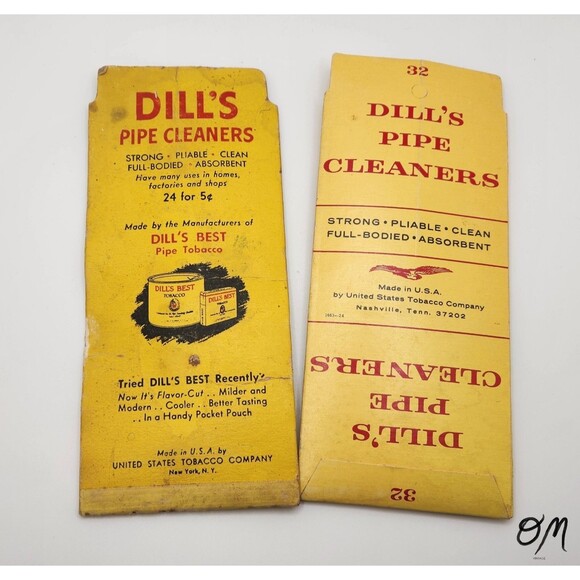 DILL'S
PIPE CLEANERS
STRONG · PLIABLE · CLEAN
FULL-BODIED · ABSORBENT
Have many uses in homes,
factories and shops
24 for 5¢
Made by the Manufacturers of
DILL'S BEST
Pipe Tobacco
DILL'S BEST
TOBACCO
DILL'S BEST
Tried DILL'S BEST Recently?
Now It's Flavor-Cut . . Milder and
Modern . . Cooler . . Better Tasting
. . In a Handy Pocket Pouch
Made in U.S.A. by
UNITED STATES TOBACCO COMPANY
New York, N.Y.
32
DILL'S
PIPE
CLEANERS
STRONG • PLIABLE • CLEAN
FULL-BODIED • ABSORBENT
Made in U.S.A.
by United States Tobacco Company
Nashville, Tenn. 37202
DILL'S
PIPE
CLEANERS
32
OM